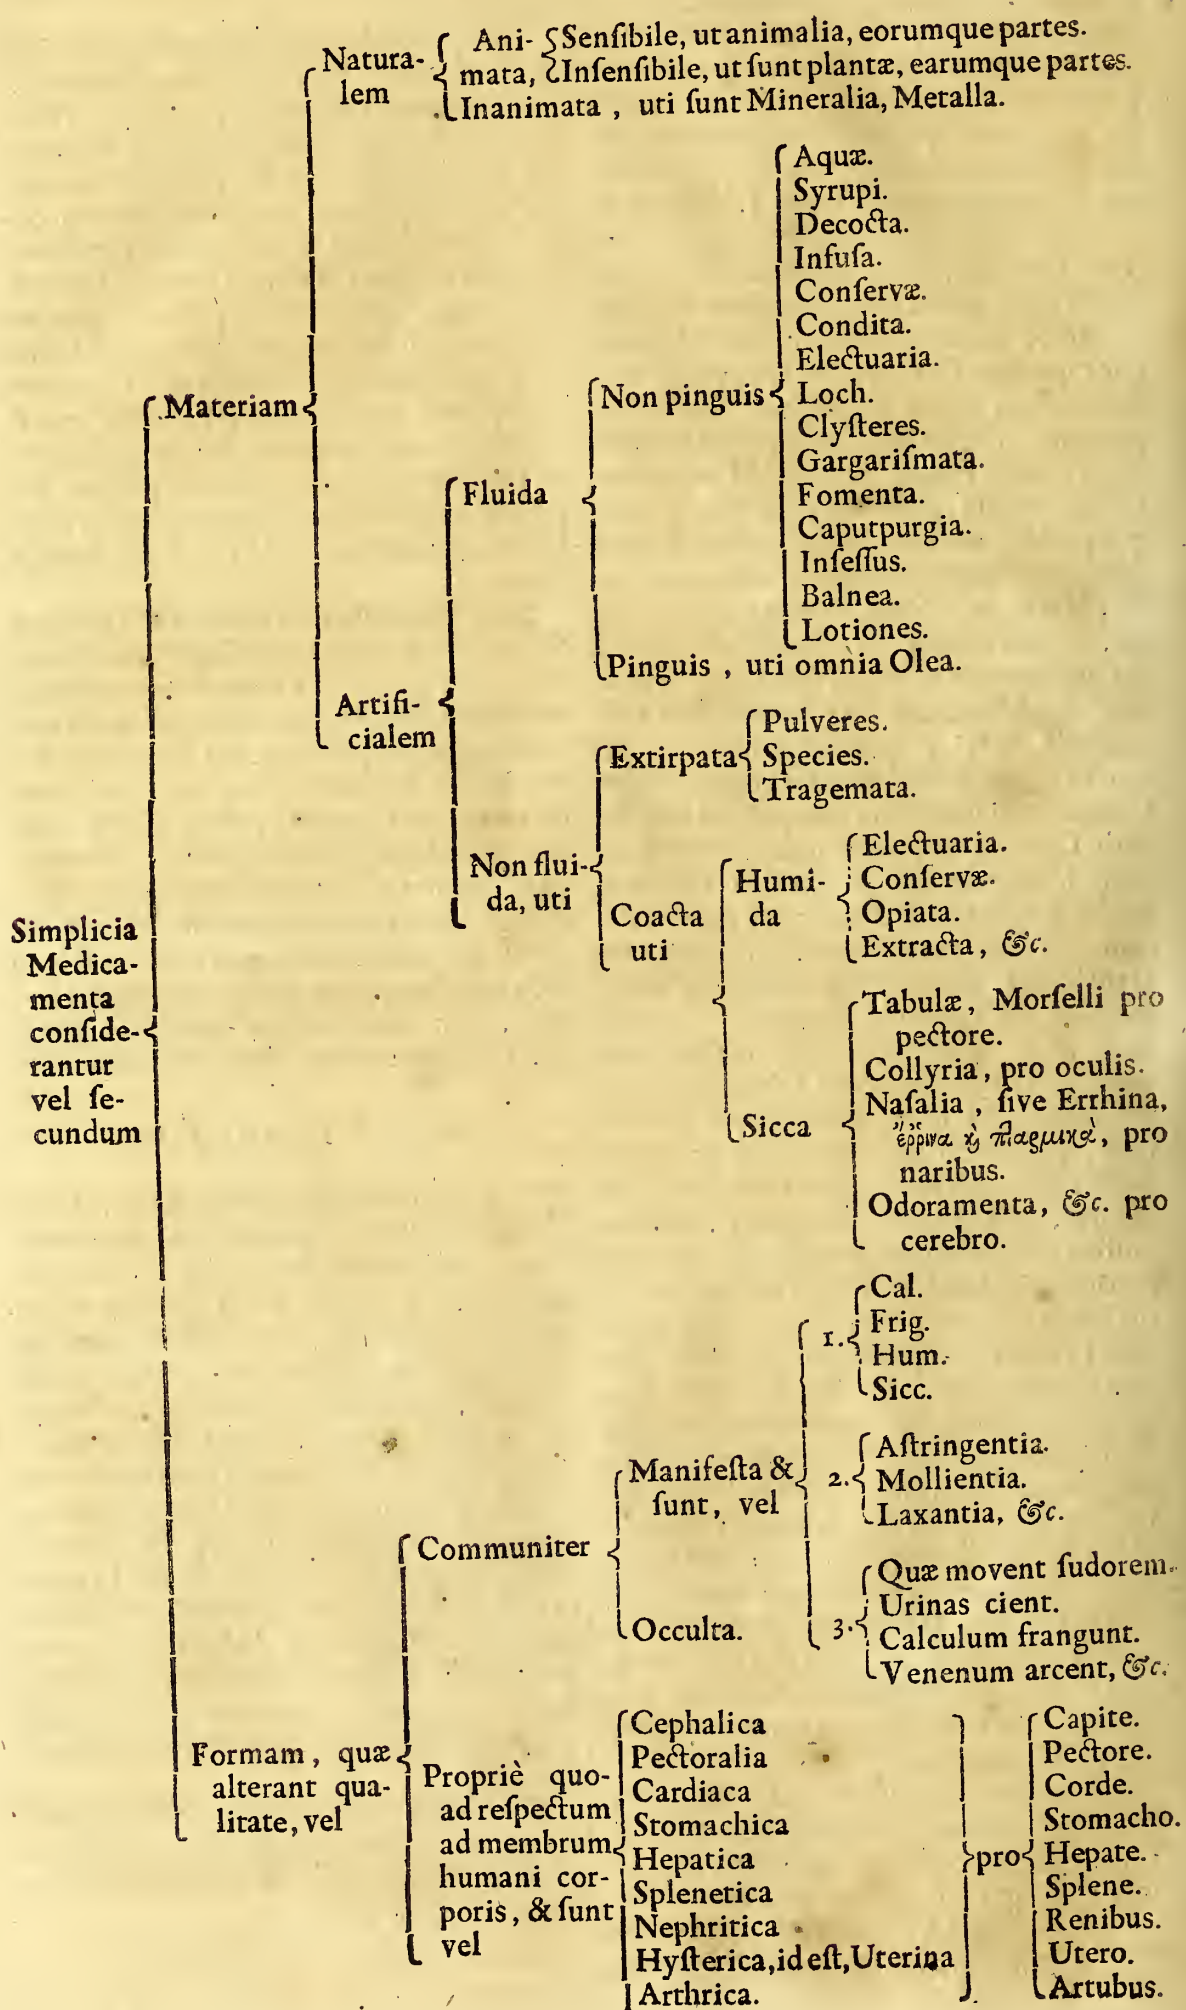 Natura-
lem
Ani-
mata,
Senſibile, ut animalia, eorumque partes.
Inſenſibile, ut ſunt plantæ, earumque partes.
Inanimata, uti ſunt Mineralia, Metalla.
Materiam
Aquæ.
Syrupi.
Decocta.
Infuſa.
Conſervæ.
Condita.
Electuaria.
Non pinguis
Loch.
Clyſteres.
Gargariſmata.
Fluida
Fomenta.
Caputpurgia.
Inſeſſus.
Balnea.
Lotiones.
Pinguis, uti omnia Olea.
Artifi-
cialem
Extirpata
Pulveres.
Species.
Tragemata.
Non flui-
da, uti
Coacta
uti
Humi-
da
Electuaria.
Conſervæ.
Opiata.
Extracta, &c.
Simplicia
Medica-
menta
conſide-
rantur
vel ſe-
cundum
Sicca
Tabulæ, Morſelli pro
pectore.
Collyria, pro oculis.
Naſalia, ſive Errhina,
ἔρρινα ϗ πταρμικὰ, pro
naribus.
Odoramenta, &c. pro
cerebro.
Formam, quæ
alterant qua-
litate, vel
Communiter
Manifeſta &
ſunt, vel
1.
Cal.
Frig.
Hum.
Sicc.
2.
Aſtringentia.
Mollientia.
Laxantia, &c.
3.
Quæ movent ſudorem.
Urinas cient.
Calculum frangunt.
Venenum arcent, &c.
Occulta.
Propriè quo-
ad reſpectum
ad membrum
humani cor-
poris, & ſunt
vel
Cephalica
Pectoralia
Cardiaca
Stomachica
Hepatica
Splenetica
Nephritica
Hyſterica, id eſt, Uterina
Arthrica.
pro
Capite.
Pectore.
Corde.
Stomacho.
Hepate.
Splene.
Renibus.
Utero.
Artubus.